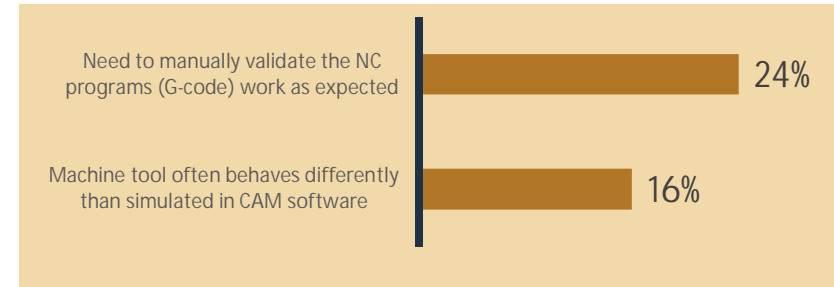 Need to manually validate the NC
programs (G-code) work as expected
24%
Machine tool often behaves differently
than simulated in CAM software
16%